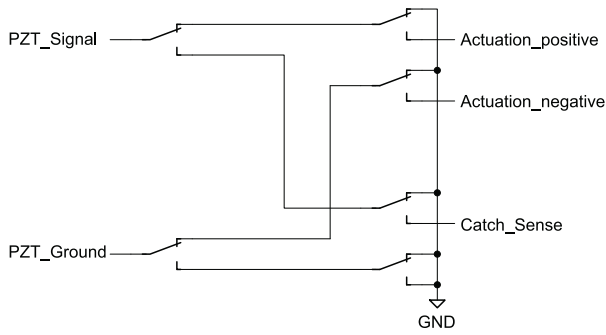 PZT_Signal
Actuation_positive
Actuation_negative
Catch_Sense
PZT_Ground
GND